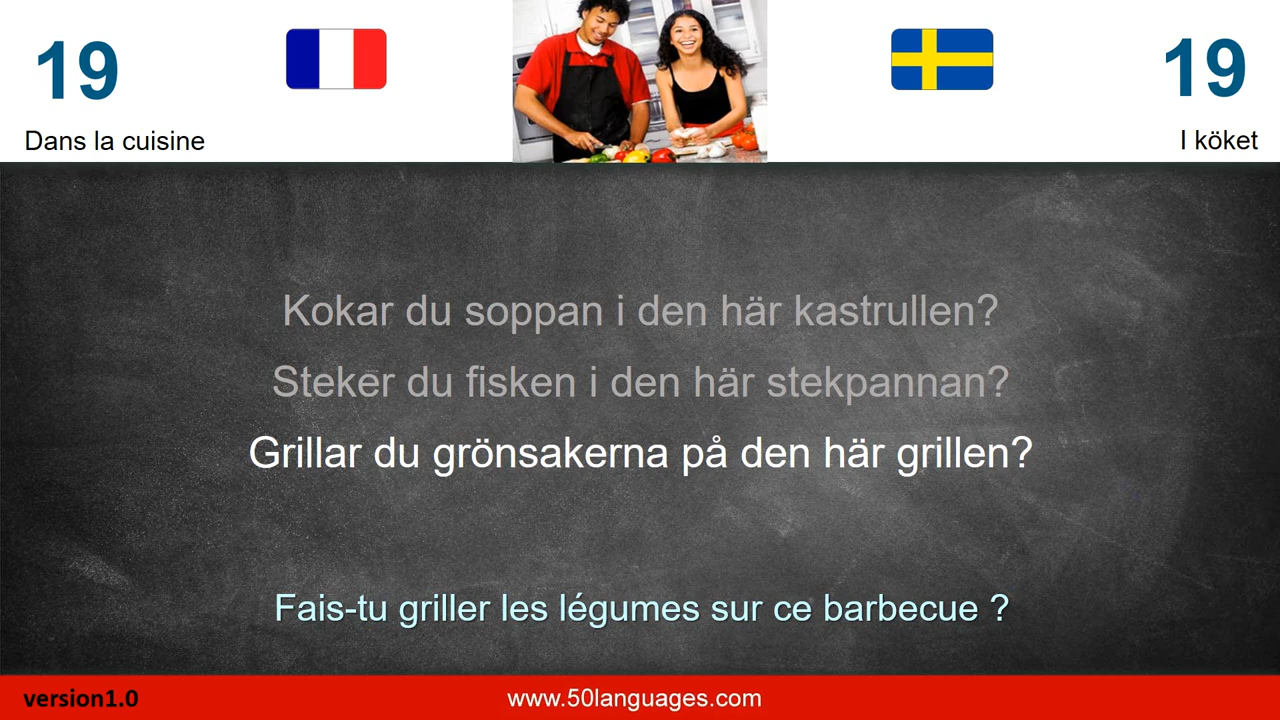 19
19
Dans la cuisine
I köket
Kokar du soppan i den här kastrullen?
Steker du fisken i den här stekpannan?
Grillar du grönsakerna på den här grillen?
Fais-tu griller les légumes sur ce barbecue ?
version1.0
www.50languages.com